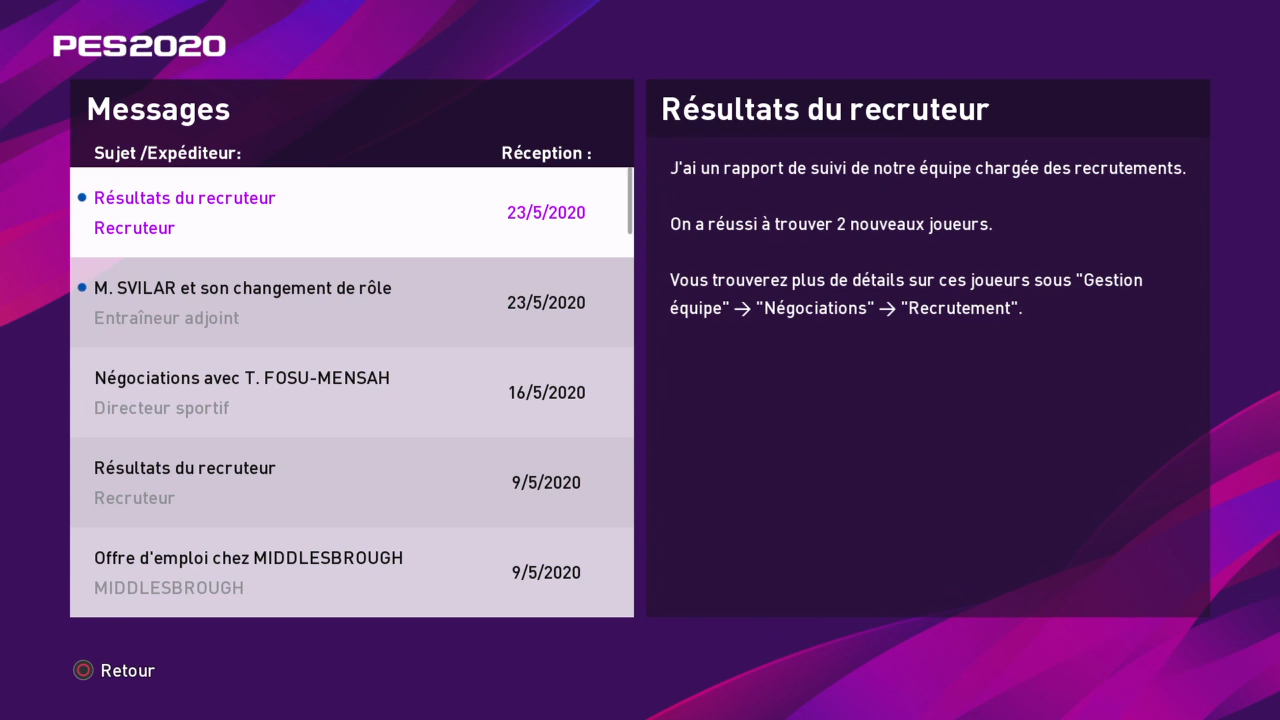 PES2020
Messages
Sujet /Expéditeur: Réception :
Résultats du recruteur
Recruteur
23/5/2020
M. SVILAR et son changement de rôle
Entraîneur adjoint
23/5/2020
Négociations avec T. FOSU-MENSAH
Directeur sportif
16/5/2020
Résultats du recruteur
Recruteur
9/5/2020
Offre d'emploi chez MIDDLESBROUGH
MIDDLESBROUGH
9/5/2020
Résultats du recruteur
J'ai un rapport de suivi de notre équipe chargée des recrutements.
On a réussi à trouver 2 nouveaux joueurs.
Vous trouverez plus de détails sur ces joueurs sous "Gestion
équipe" → "Négociations" → "Recrutement".
Retour